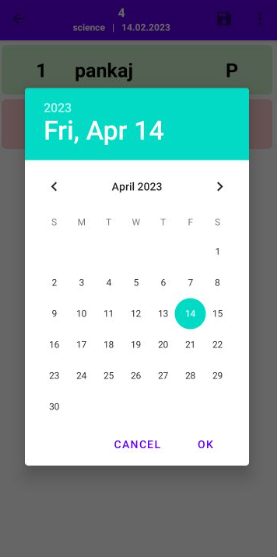 4
science | 14.02.2023
1 pankaj P
2023
Fri, Apr 14
April 2023
S M T W T F S
1
2 3 4 5 6 7 8
9 10 11 12 13 14 15
16 17 18 19 20 21 22
23 24 25 26 27 28 29
30
CANCEL OK